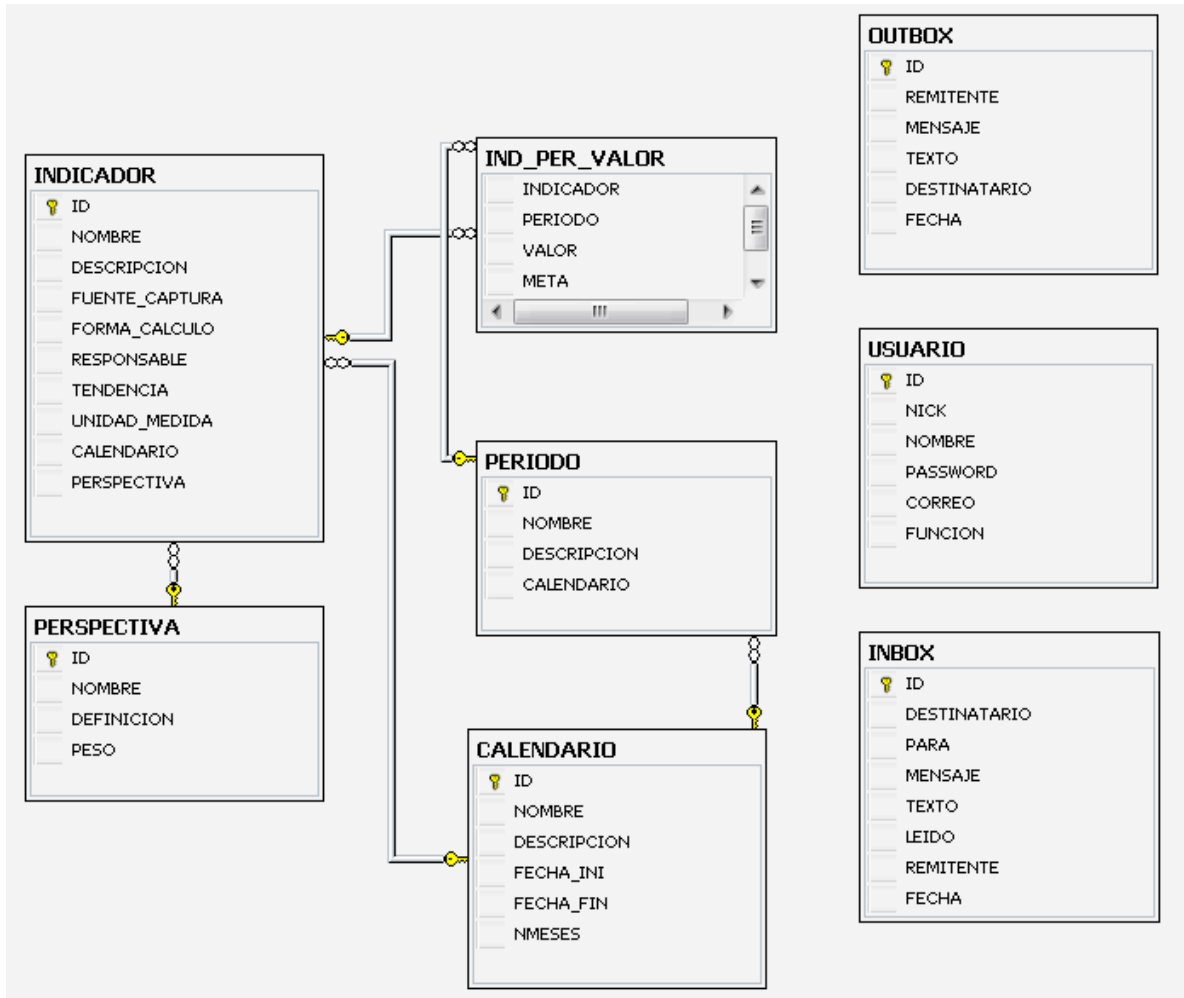 INDICADOR
ID
NOMBRE
DESCRIPCION
FUENTE_CAPTURA
FORMA_CALCULO
RESPONSABLE
TENDENCIA
UNIDAD_MEDIDA
CALENDARIO
PERSPECTIVA
PERSPECTIVA
ID
NOMBRE
DEFINICION
PESO
IND_PER_VALOR
INDICADOR
PERIODO
VALOR
META
PERIODO
ID
NOMBRE
DESCRIPCION
CALENDARIO
CALENDARIO
ID
NOMBRE
DESCRIPCION
FECHA_INI
FECHA_FIN
NMESES
OUTBOX
ID
REMITENTE
MENSAJE
TEXTO
DESTINATARIO
FECHA
USUARIO
ID
NICK
NOMBRE
PASSWORD
CORREO
FUNCION
INBOX
ID
DESTINATARIO
PARA
MENSAJE
TEXTO
LEIDO
REMITENTE
FECHA